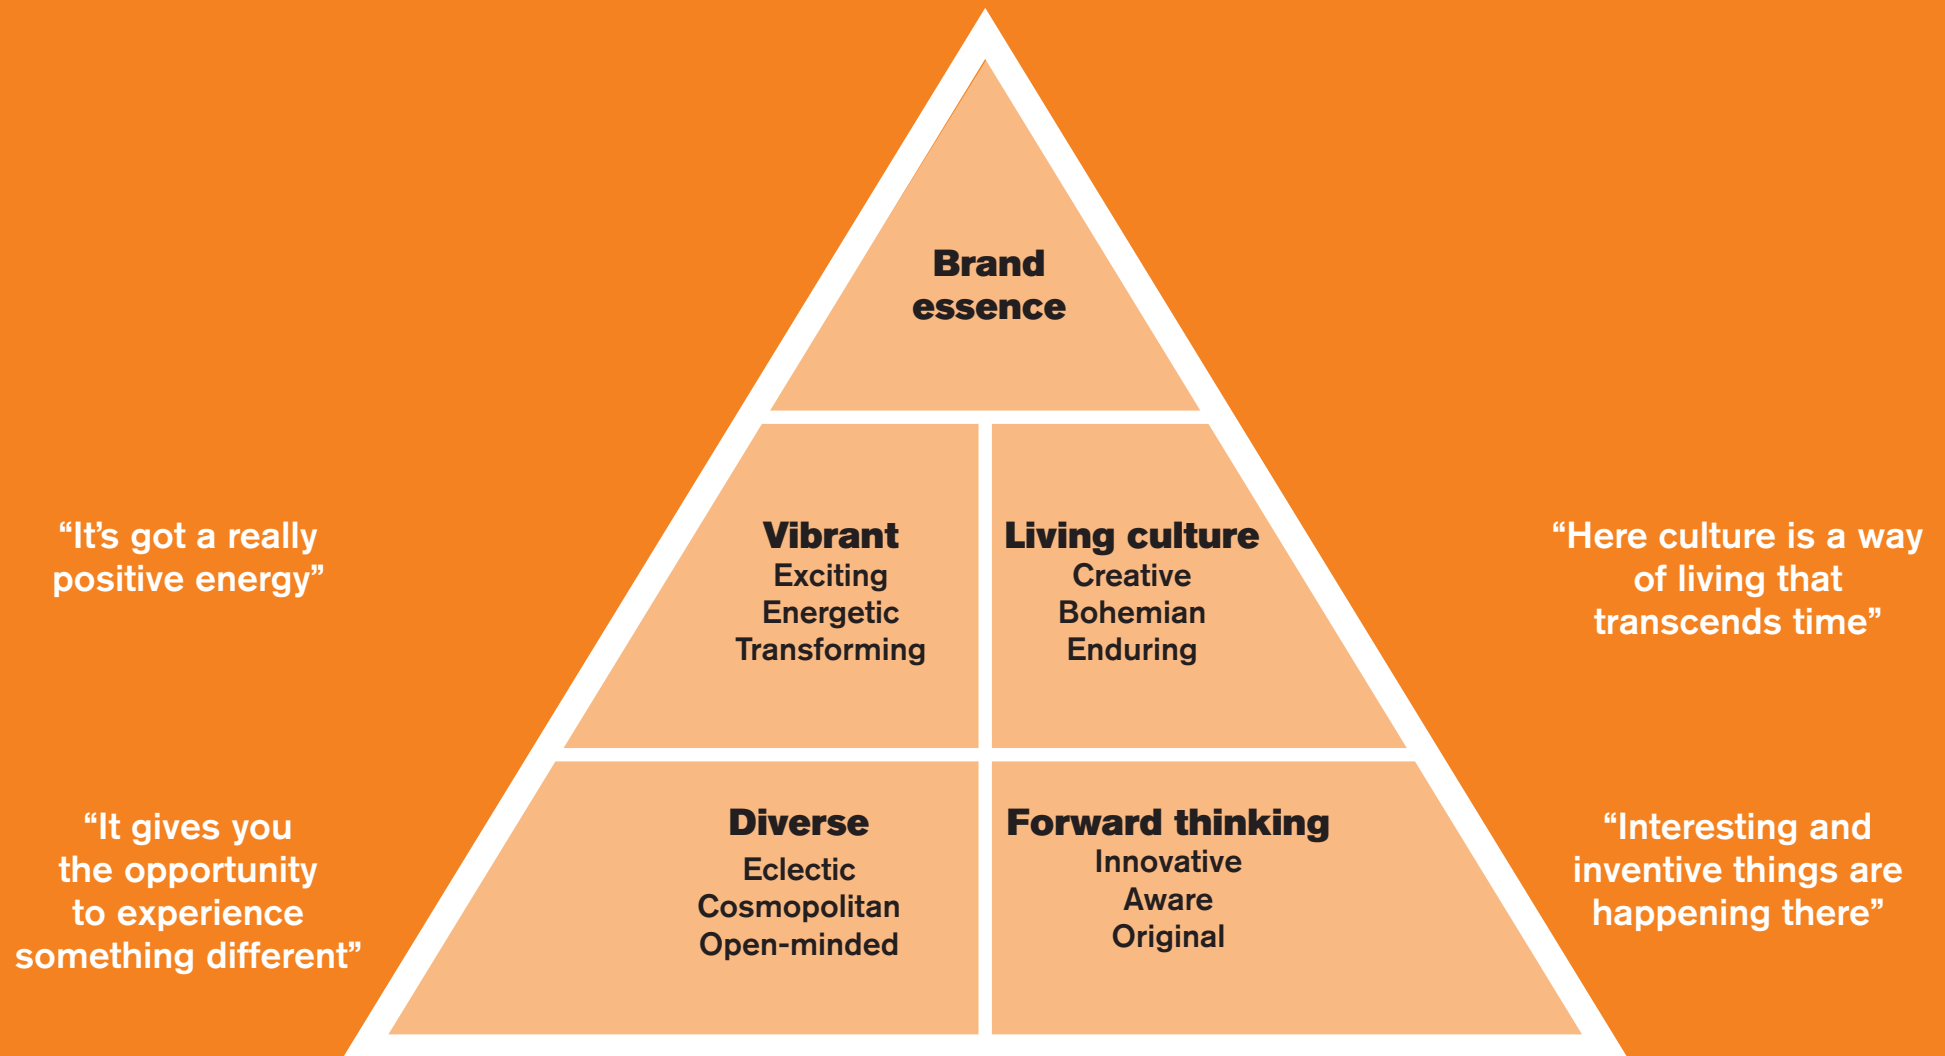 Brand
essence
“It’s got a really
positive energy”
Vibrant
Exciting
Energetic
Transforming
Living culture
Creative
Bohemian
Enduring
“Here culture is a way
of living that
transcends time”
“It gives you
the opportunity
to experience
something different”
Diverse
Eclectic
Cosmopolitan
Open-minded
Forward thinking
Innovative
Aware
Original
“Interesting and
inventive things are
happening there”